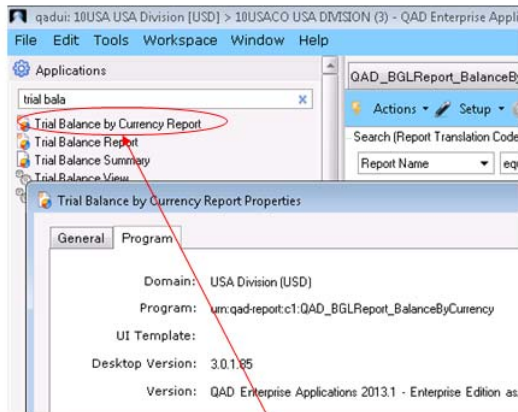 qadui: 10USA USA Division [USD] > 10USACO USA DIVISION (3) - QAD Enterprise Appli
File Edit Tools Workspace Window Help
Applications
QAD_BGLReport_BalanceBy
trial bala
Actions Setup
Trial Balance by Currency Report
Search (Report Translation Code
Trial Balance Report
Report Name
equ
Trial Balance Summary
Trial Balance View
Trial Balance by Currency Report Properties
General Program
Domain: USA Division (USD)
Program: urn:qad-report:c1:QAD_BGLReport_BalanceByCurrency
UI Template:
Desktop Version: 3.0.1.85
Version: QAD Enterprise Applications 2013.1 - Enterprise Edition as